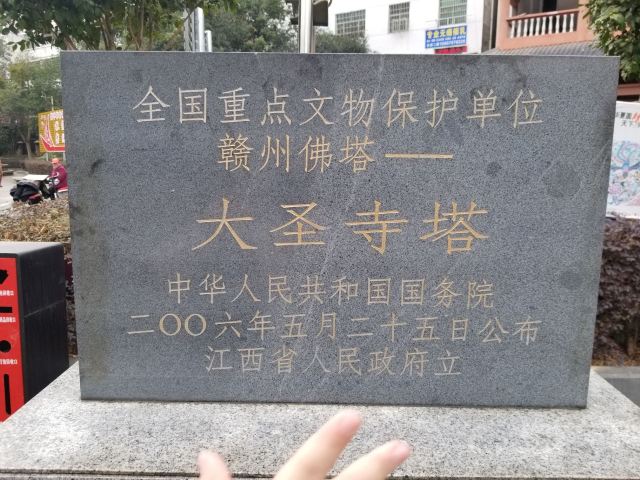 全国重点文物保护单位
赣州佛塔——
大圣寺塔
中华人民共和国国务院
二〇〇六年五月二十五日公布
江西省人民政府立